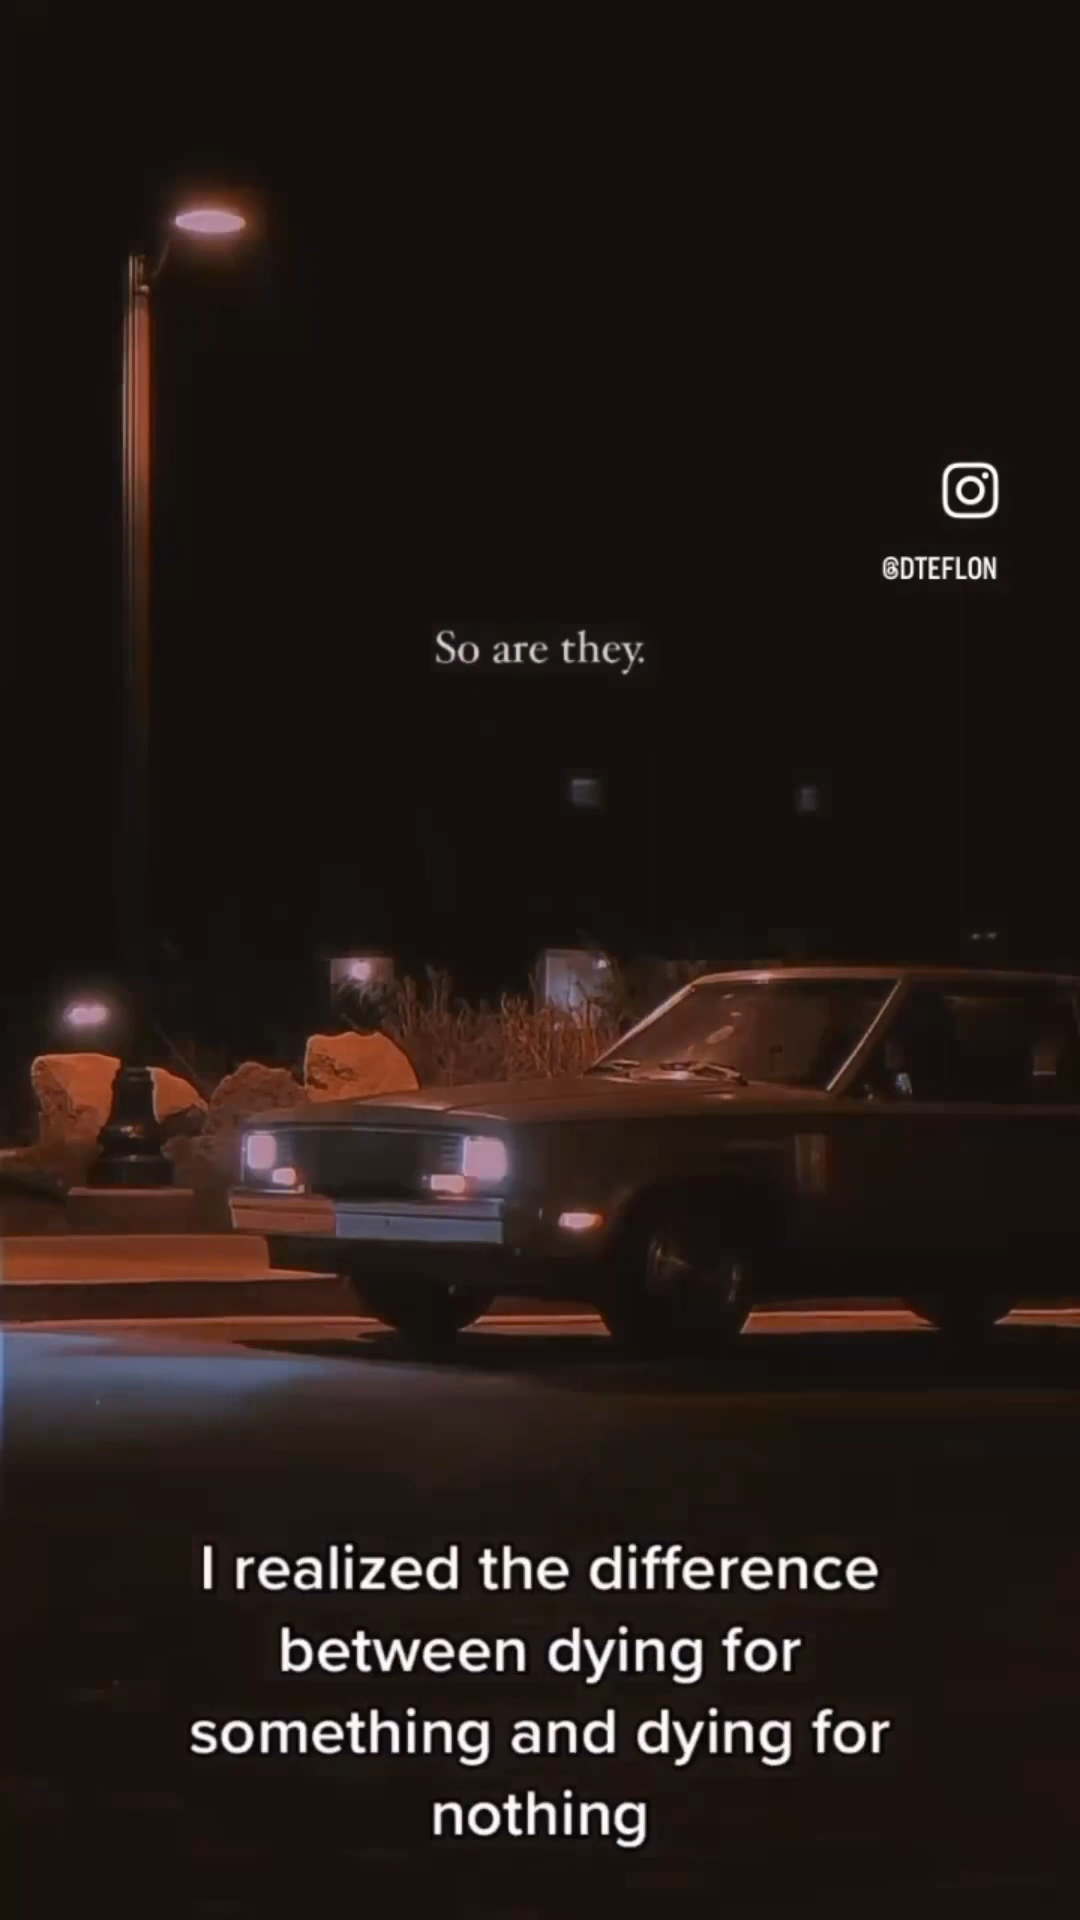 @DTEFLON
So are they.
I realized the difference
between dying for
something and dying for
nothing